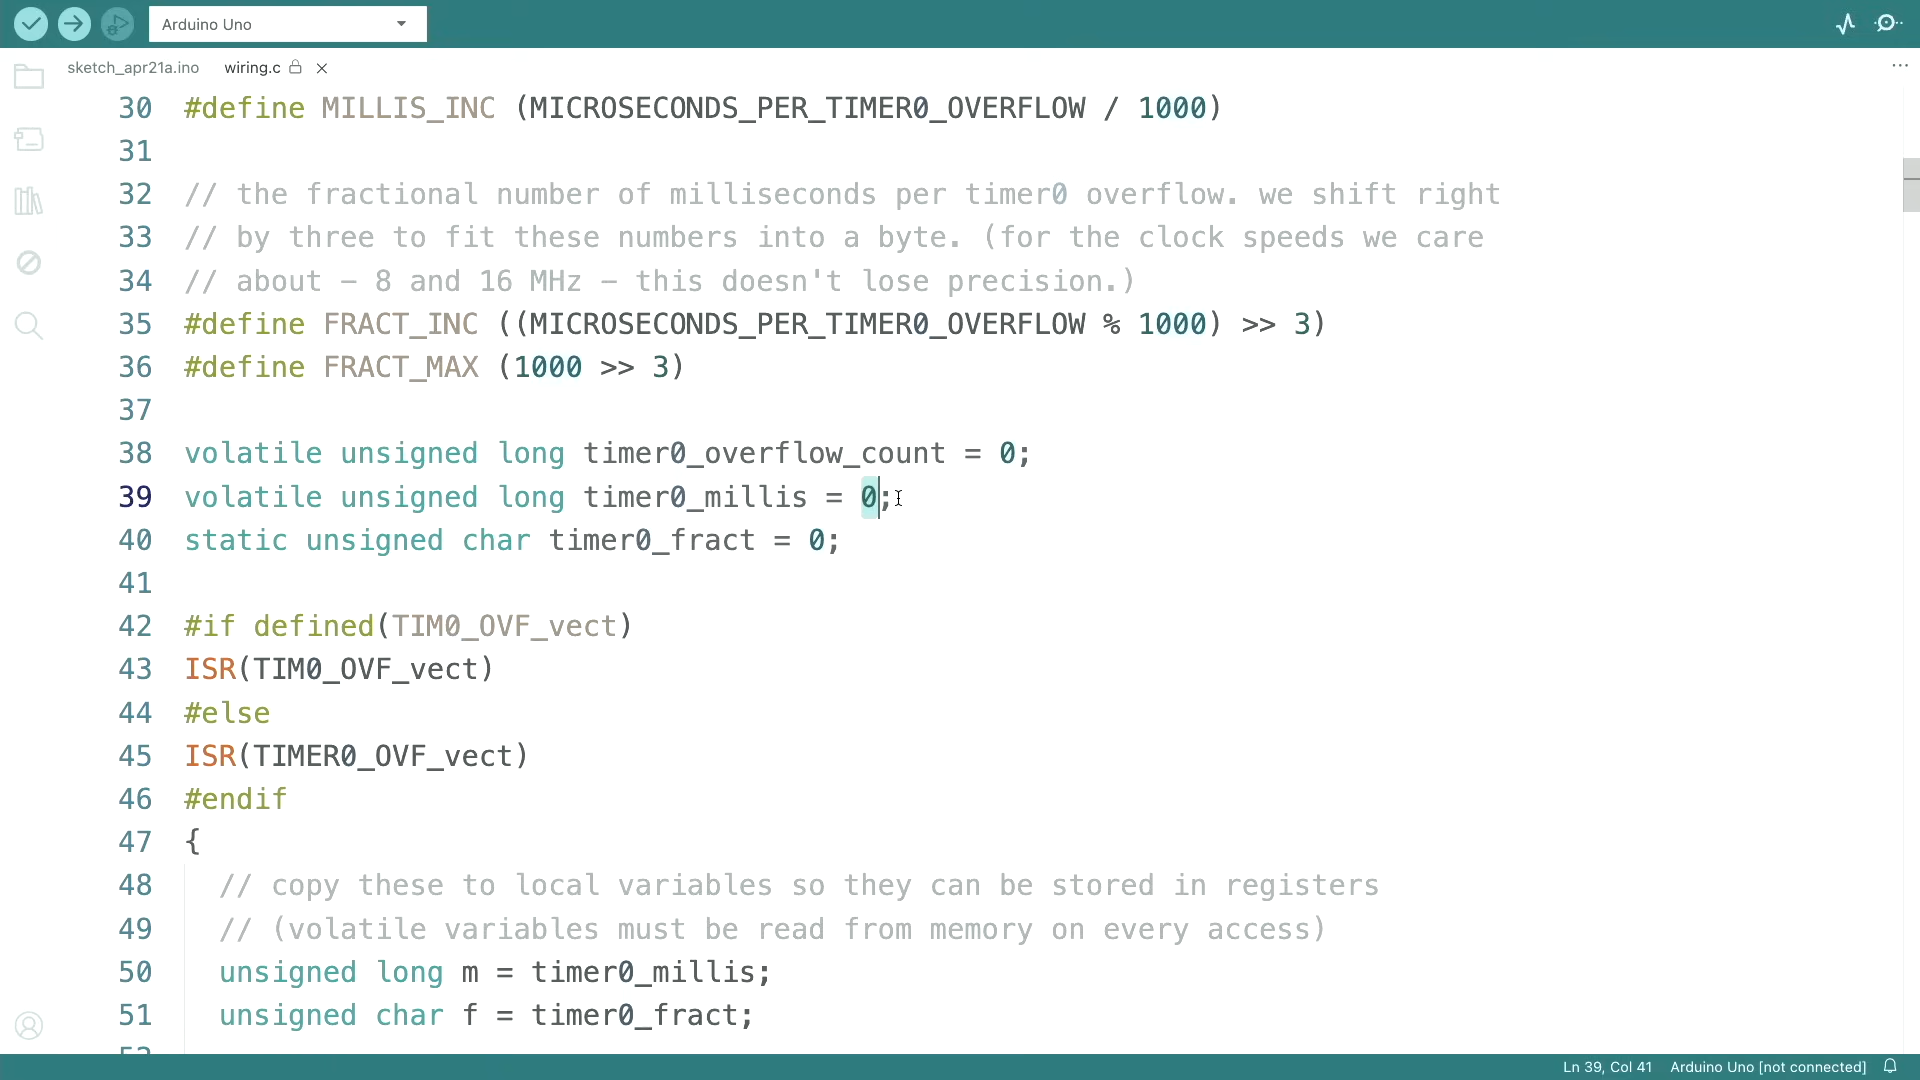 Arduino Uno
sketch_apr21a.ino
wiring.c
30 #define MILLIS_INC (MICROSECONDS_PER_TIMER0_OVERFLOW / 1000)
31
32 // the fractional number of milliseconds per timer0 overflow. we shift right
33 // by three to fit these numbers into a byte. (for the clock speeds we care
34 // about – 8 and 16 MHz – this doesn't lose precision.)
35 #define FRACT_INC ((MICROSECONDS_PER_TIMER0_OVERFLOW % 1000) >> 3)
36 #define FRACT_MAX (1000 >> 3)
37
38 volatile unsigned long timer0_overflow_count = 0;
39 volatile unsigned long timer0_millis = 0;
40 static unsigned char timer0_fract = 0;
41
42 #if defined(TIM0_OVF_vect)
43 ISR(TIM0_OVF_vect)
44 #else
45 ISR(TIMER0_OVF_vect)
46 #endif
47 {
48 // copy these to local variables so they can be stored in registers
49 // (volatile variables must be read from memory on every access)
50 unsigned long m = timer0_millis;
51 unsigned char f = timer0_fract;
Ln 39, Col 41 Arduino Uno [not connected]